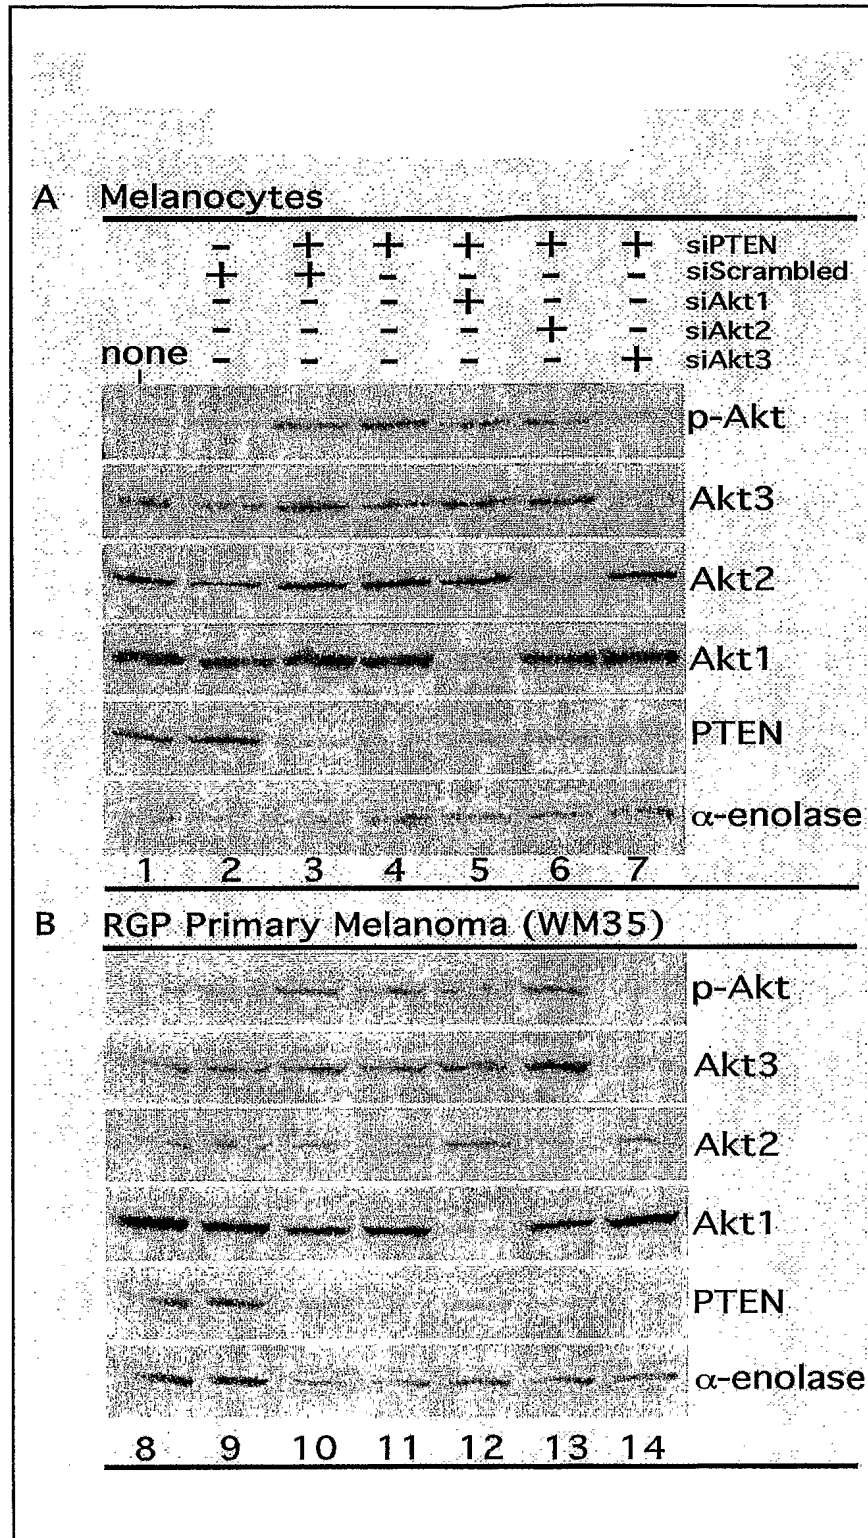 A Melanocytes
- + + + + + siPTEN
+ + - - - - siScrambled
- - - + - - siAkt1
- - - - + - siAkt2
none - - - - - + siAkt3
p-Akt
Akt3
Akt2
Akt1
PTEN
α-enolase
1 2 3 4 5 6 7
B RGP Primary Melanoma (WM35)
p-Akt
Akt3
Akt2
Akt1
PTEN
α-enolase
8 9 10 11 12 13 14